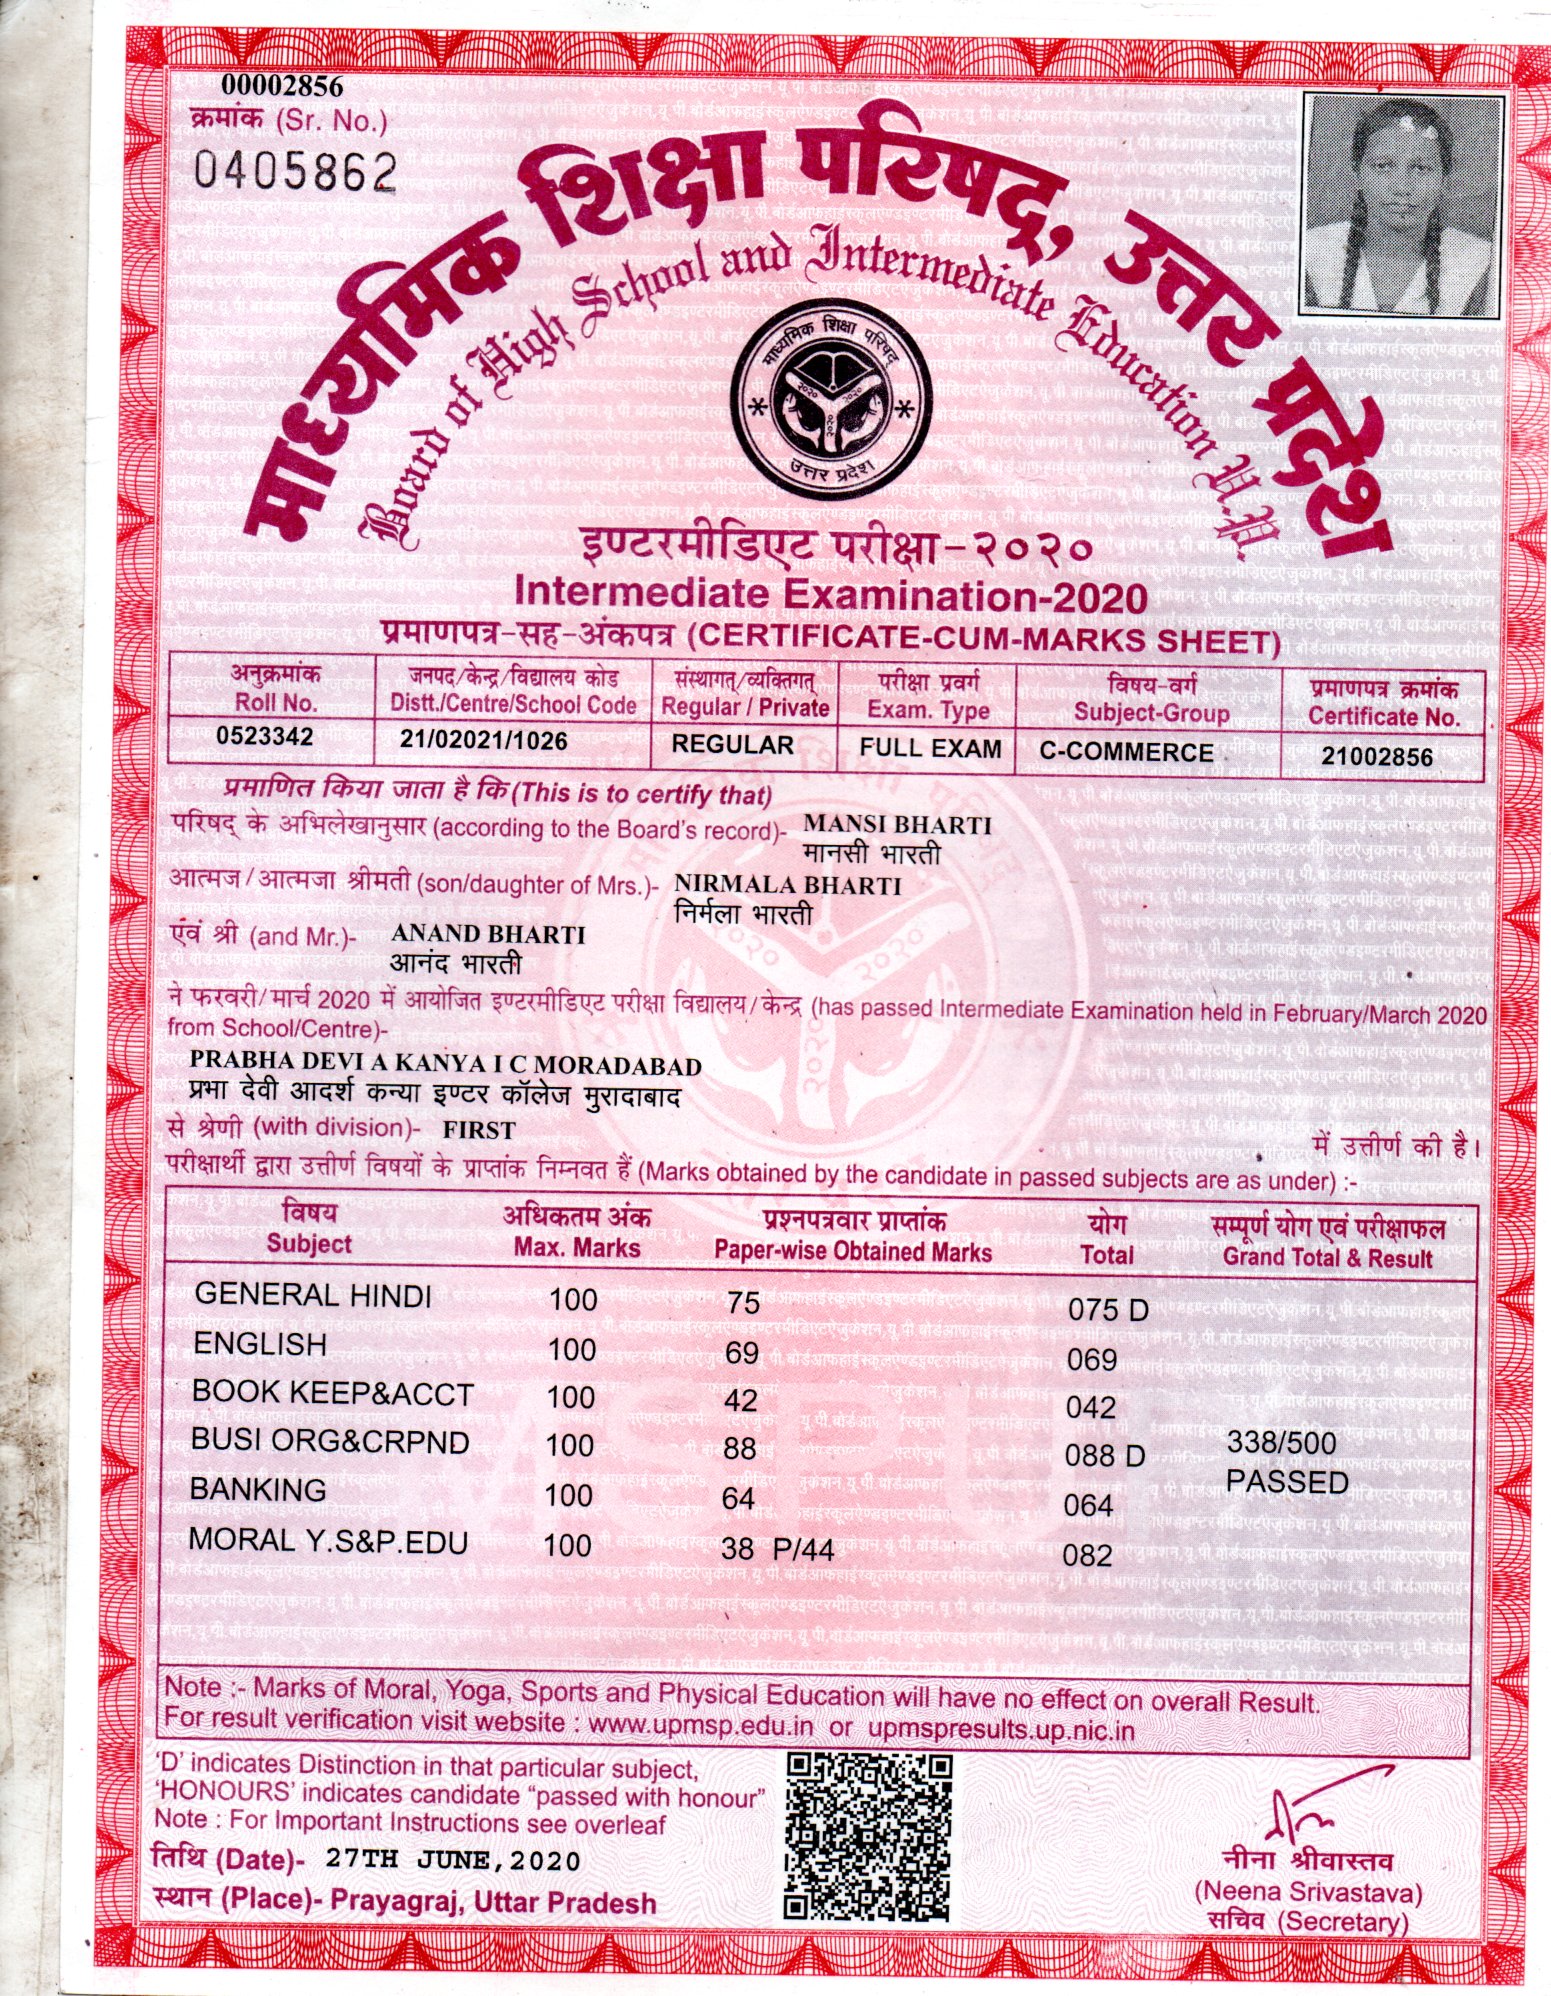 00002856
क्रमांक (Sr. No.)
0405862
माध्यमिक शिक्षा परिषद्, उत्तर प्रदेश
Board of High School and Intermediate Education U.P.
माध्यमिक शिक्षा परिषद्
२०२० २०२०
२०२०
उत्तर प्रदेश
इण्टरमीडिएट परीक्षा-२०२०
Intermediate Examination-2020
प्रमाणपत्र-सह-अंकपत्र (CERTIFICATE-CUM-MARKS SHEET)
अनुक्रमांक जनपद/केन्द्र/विद्यालय कोड संस्थागत्/व्यक्तिगत् परीक्षा प्रवर्ग विषय-वर्ग प्रमाणपत्र क्रमांक
Roll No. Distt./Centre/School Code Regular / Private Exam. Type Subject-Group Certificate No.
0523342 21/02021/1026 REGULAR FULL EXAM C-COMMERCE 21002856
प्रमाणित किया जाता है कि (This is to certify that)
परिषद् के अभिलेखानुसार (according to the Board's record)- MANSI BHARTI
मानसी भारती
आत्मज/आत्मजा श्रीमती (son/daughter of Mrs.)- NIRMALA BHARTI
निर्मला भारती
एंव श्री (and Mr.)- ANAND BHARTI
आनंद भारती
ने फरवरी/मार्च 2020 में आयोजित इण्टरमीडिएट परीक्षा विद्यालय/केन्द्र (has passed Intermediate Examination held in February/March 2020
from School/Centre)-
PRABHA DEVI A KANYA I C MORADABAD
प्रभा देवी आदर्श कन्या इण्टर कॉलेज मुरादाबाद
से श्रेणी (with division)- FIRST में उत्तीर्ण की है।
परीक्षार्थी द्वारा उत्तीर्ण विषयों के प्राप्तांक निम्नवत हैं (Marks obtained by the candidate in passed subjects are as under) :-
विषय अधिकतम अंक प्रश्नपत्रवार प्राप्तांक योग सम्पूर्ण योग एवं परीक्षाफल
Subject Max. Marks Paper-wise Obtained Marks Total Grand Total & Result
GENERAL HINDI 100 75 075 D
ENGLISH 100 69 069
BOOK KEEP&ACCT 100 42 042
BUSI ORG&CRPND 100 88 088 D 338/500
PASSED
BANKING 100 64 064
MORAL Y.S&P.EDU 100 38 P/44 082
Note :- Marks of Moral, Yoga, Sports and Physical Education will have no effect on overall Result.
For result verification visit website : www.upmsp.edu.in or upmspresults.up.nic.in
'D' indicates Distinction in that particular subject,
'HONOURS' indicates candidate "passed with honour"
Note : For Important Instructions see overleaf
तिथि (Date)- 27TH JUNE,2020
स्थान (Place)- Prayagraj, Uttar Pradesh
नीना श्रीवास्तव
(Neena Srivastava)
सचिव (Secretary)